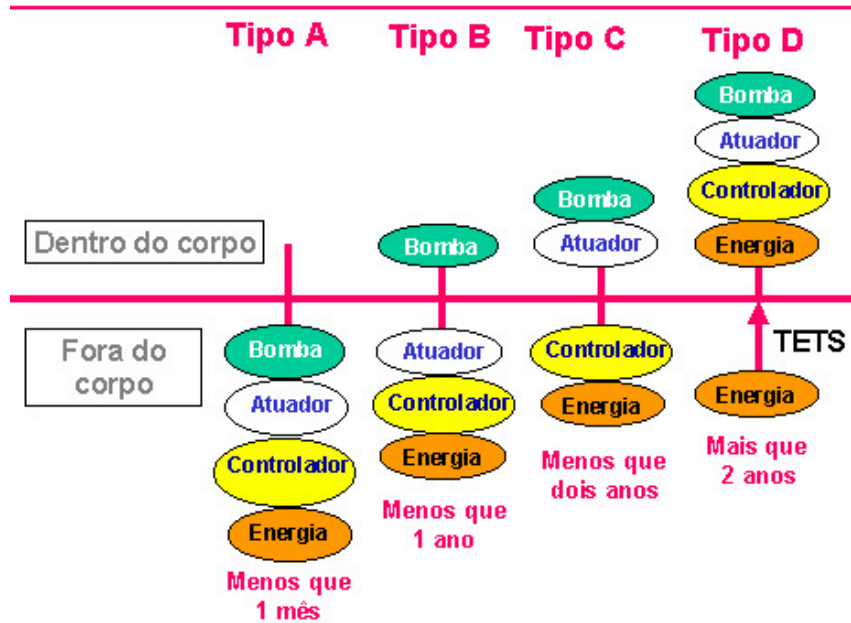 Tipo A
Tipo B
Tipo C
Tipo D
Dentro do corpo
Bomba
Bomba
Atuador
Bomba
Atuador
Controlador
Energia
Fora do
corpo
Bomba
Atuador
Controlador
Energia
Menos que
1 mês
Atuador
Controlador
Energia
Menos que
1 ano
Controlador
Energia
Menos que
dois anos
TETS
Energia
Mais que
2 anos